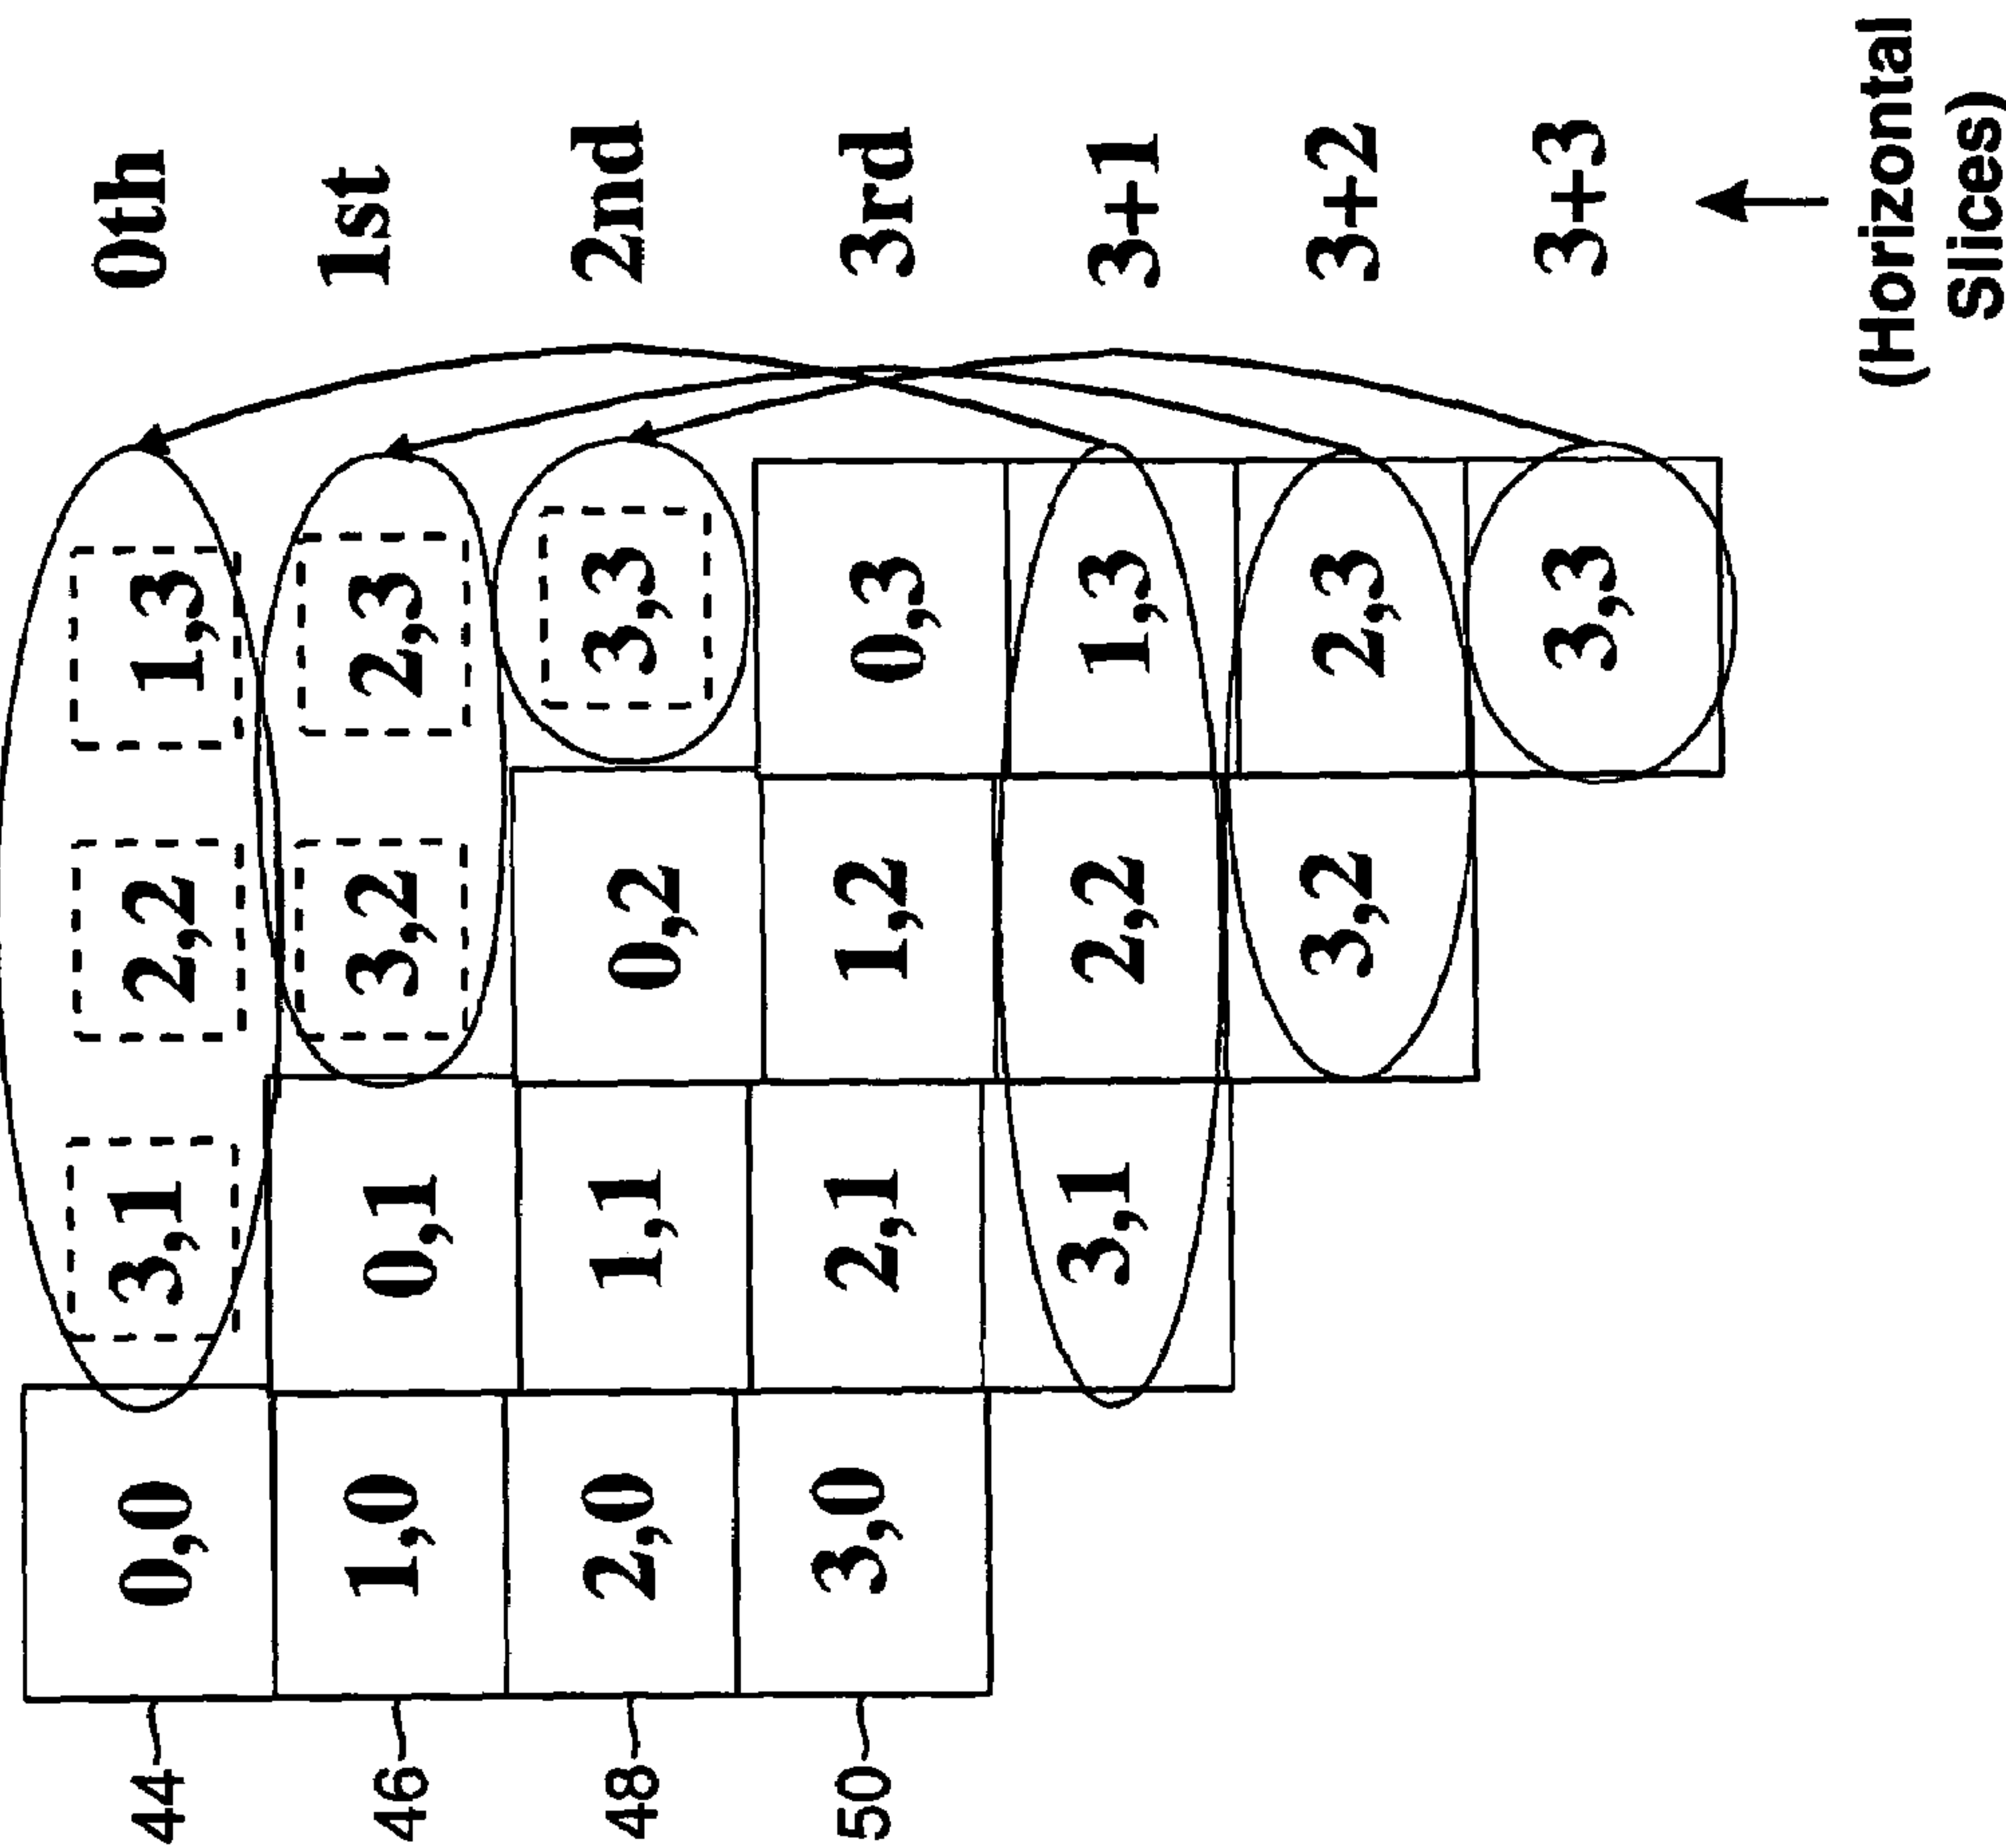 44 0,0 3,1 2,2 1,3 0th
46 1,0 0,1 3,2 2,3 1st
48 2,0 1,1 0,2 3,3 2nd
50 3,0 2,1 1,2 0,3 3rd
3,1 2,2 1,3 3+1
3,2 2,3 3+2
3,3 3+3
(Horizontal
Slices)